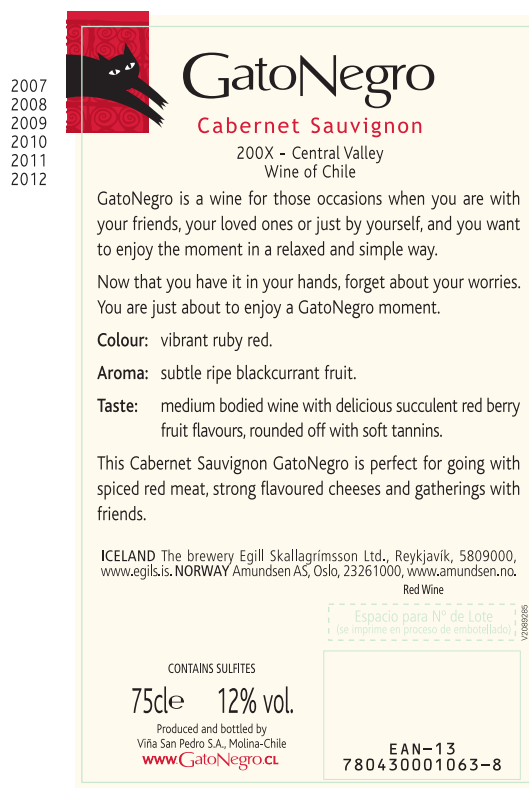 2007
2008
2009
2010
2011
2012
GatoNegro
Cabernet Sauvignon
200X - Central Valley
Wine of Chile
GatoNegro is a wine for those occasions when you are with
your friends, your loved ones or just by yourself, and you want
to enjoy the moment in a relaxed and simple way.
Now that you have it in your hands, forget about your worries.
You are just about to enjoy a GatoNegro moment.
Colour: vibrant ruby red.
Aroma: subtle ripe blackcurrant fruit.
Taste: medium bodied wine with delicious succulent red berry
fruit flavours, rounded off with soft tannins.
This Cabernet Sauvignon GatoNegro is perfect for going with
spiced red meat, strong flavoured cheeses and gatherings with
friends.
ICELAND The brewery Egill Skallagrímsson Ltd., Reykjavík, 5809000,
www.egils.is. NORWAY Amundsen AS, Oslo, 23261000, www.amundsen.no.
Red Wine
Espacio para Nº de Lote
(se imprime en proceso de embotellado)
V2089285
CONTAINS SULFITES
75cl℮ 12% vol.
Produced and bottled by
Viña San Pedro S.A., Molina-Chile
www.GatoNegro.cl
EAN-13
780430001063-8